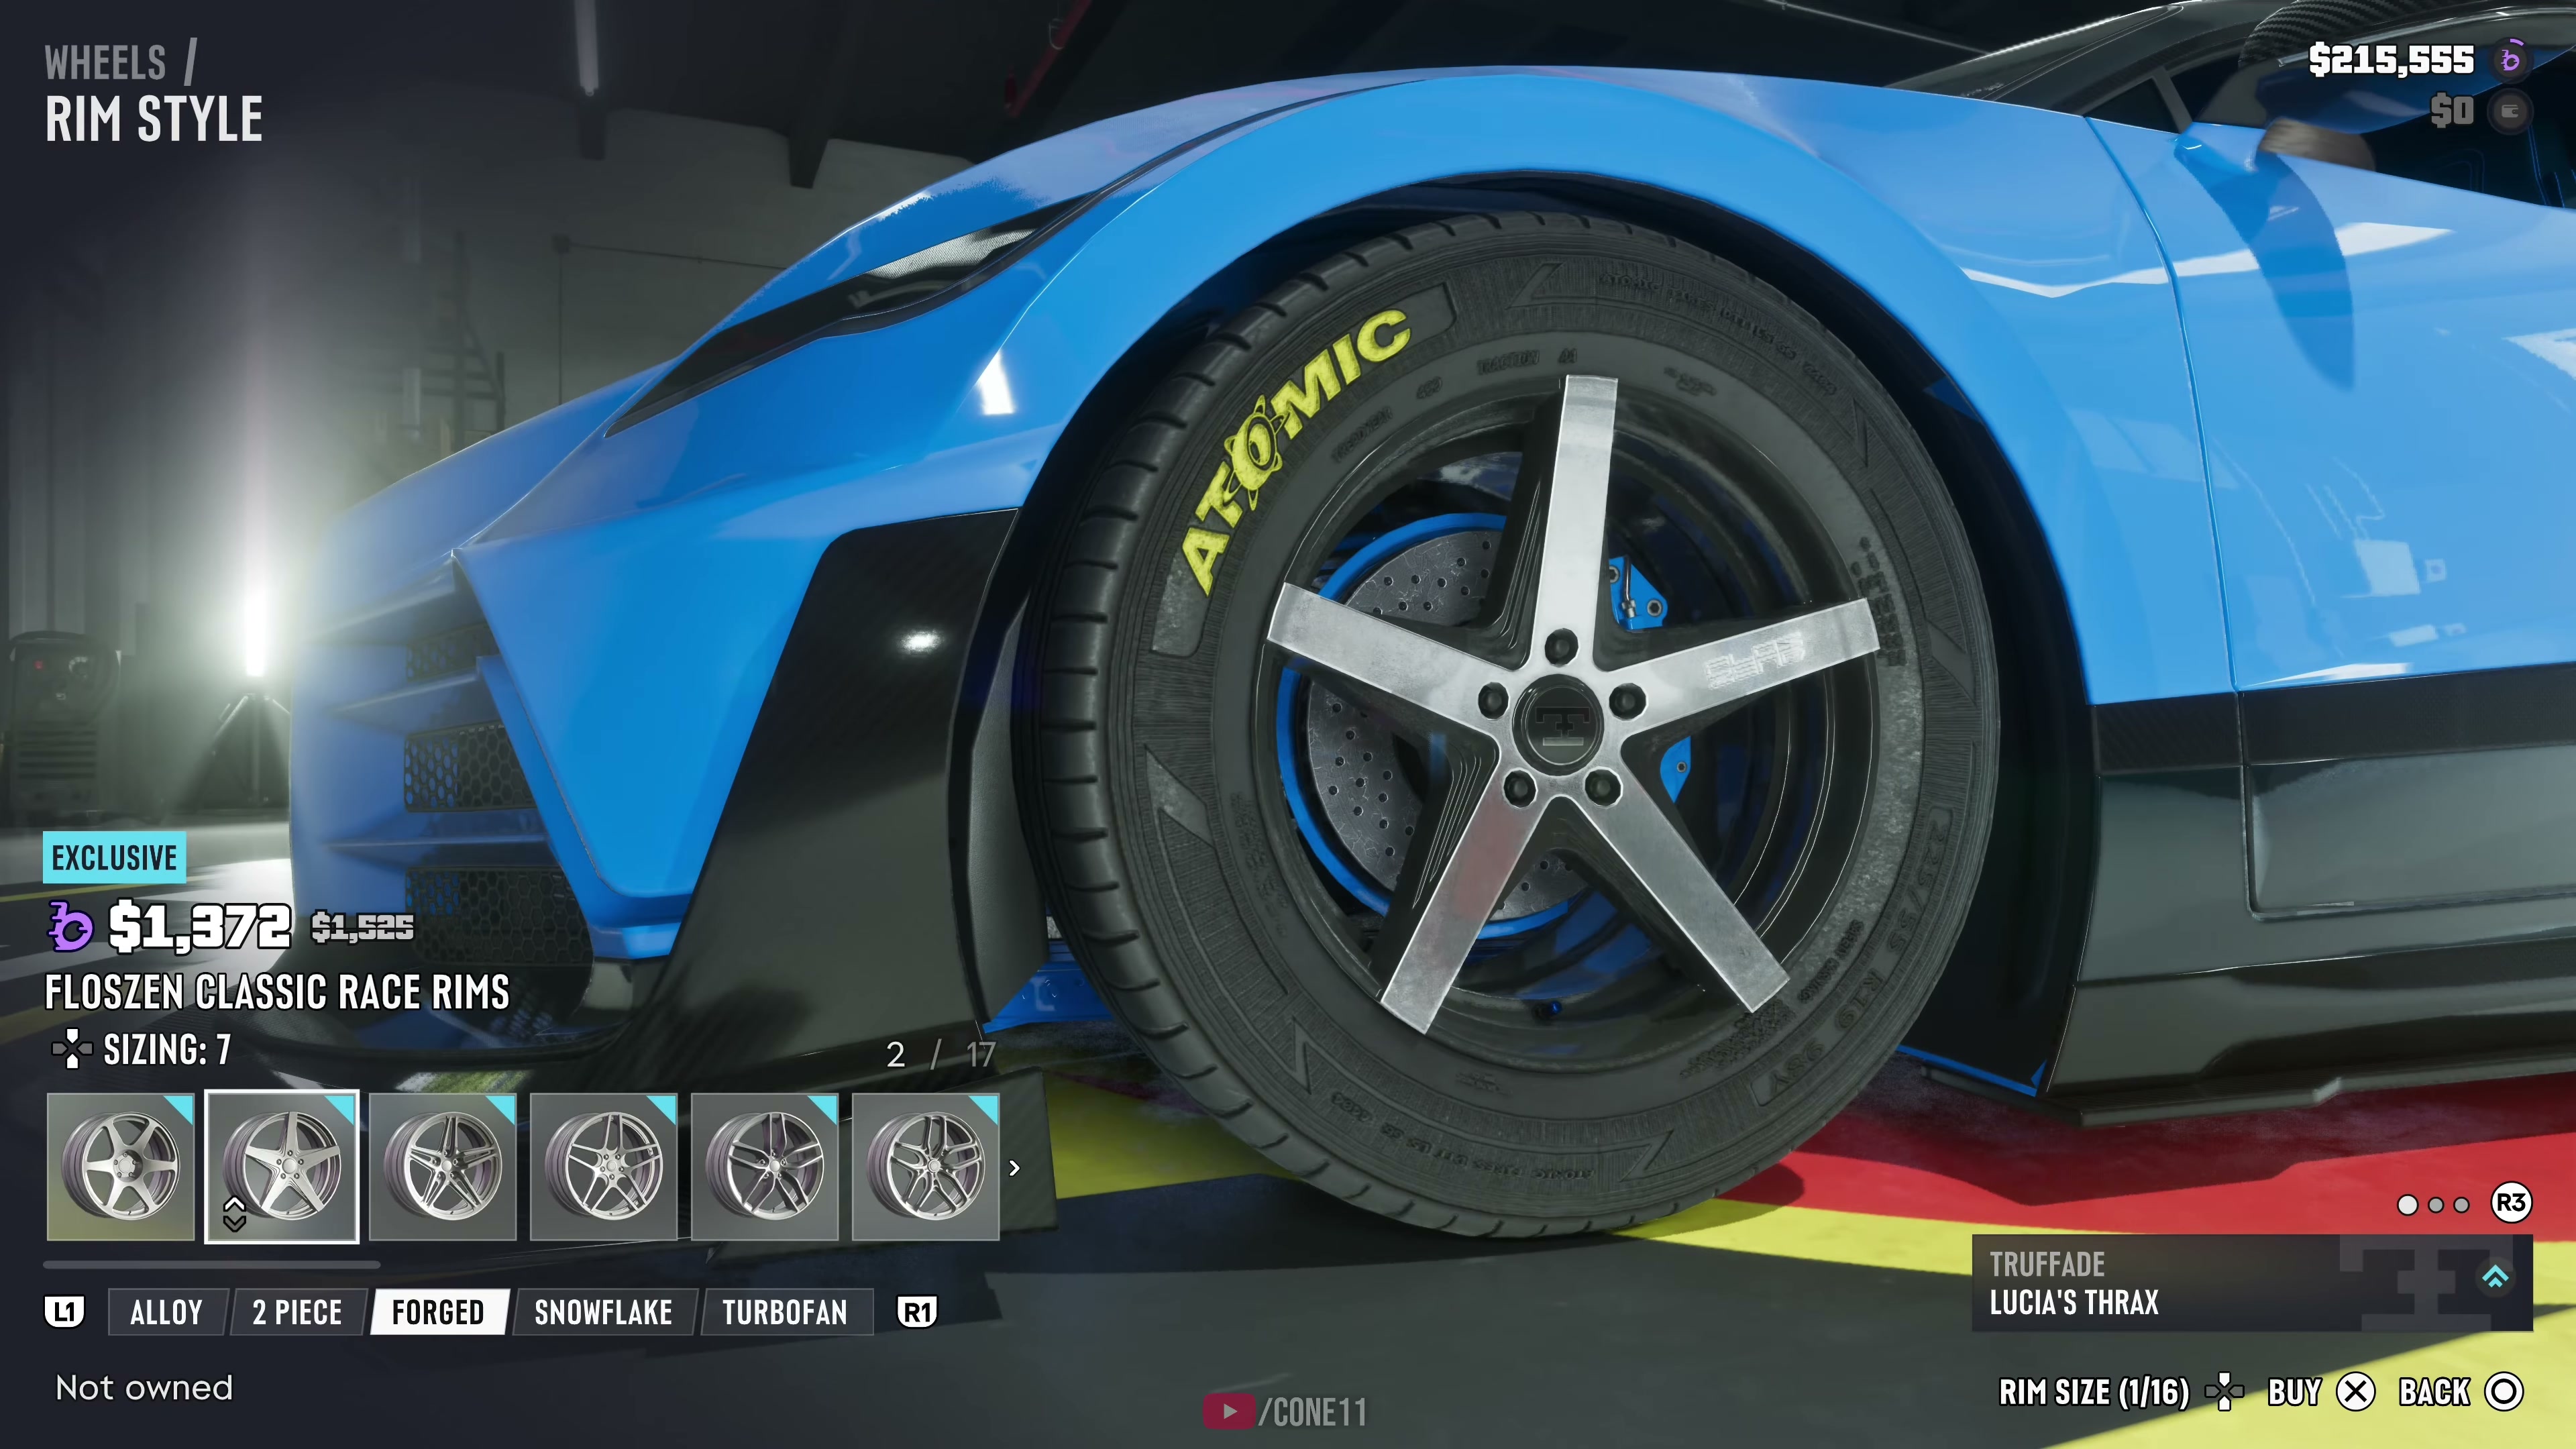 WHEELS /
RIM STYLE
$215,555
$0
ATOMIC
EXCLUSIVE
$1,372 $1,525
FLOSZEN CLASSIC RACE RIMS
SIZING: 7
2 / 17
R3
TRUFFADE
LUCIA'S THRAX
L1 ALLOY 2 PIECE FORGED SNOWFLAKE TURBOFAN R1
Not owned
/CONE11
RIM SIZE (1/16) BUY BACK